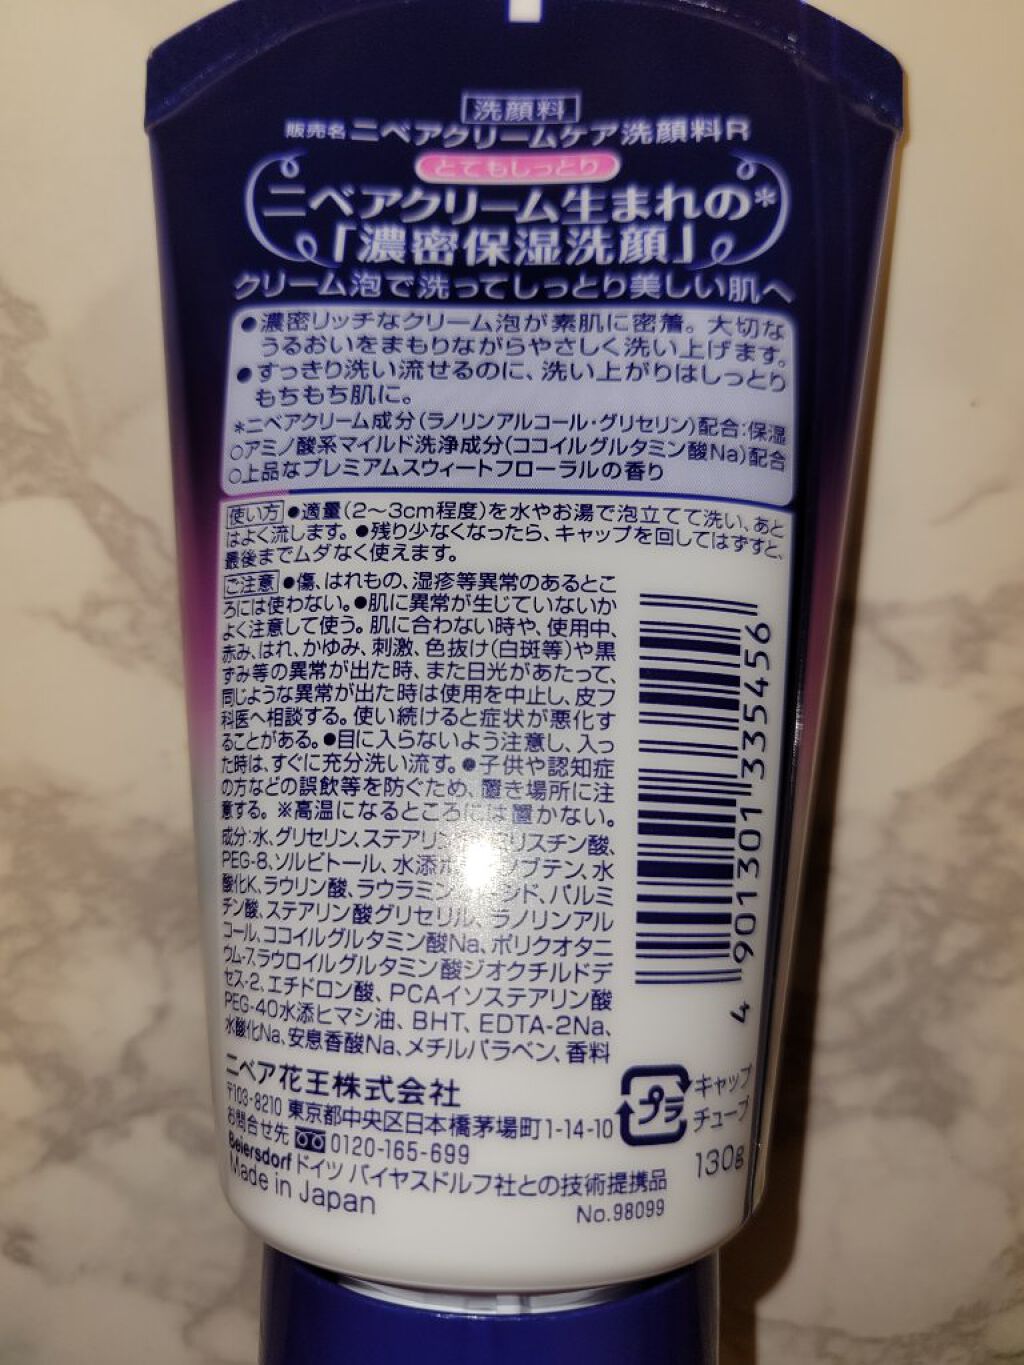 洗顔料
販売名 ニベアクリームケア洗顔料R
とてもしっとり
ニベアクリーム生まれの*
「濃密保湿洗顔」
クリーム泡で洗ってしっとり美しい肌へ
●濃密リッチなクリーム泡が素肌に密着。大切な
うるおいをまもりながらやさしく洗い上げます。
●すっきり洗い流せるのに、洗い上がりはしっとり
もちもち肌に。
*ニベアクリーム成分(ラノリンアルコール・グリセリン)配合:保湿
○アミノ酸系マイルド洗浄成分(ココイルグルタミン酸Na)配合
○上品なプレミアムスウィートフローラルの香り
使い方 ●適量(2〜3cm程度)を水やお湯で泡立てて洗い、あと
はよく流します。●残り少なくなったら、キャップを回してはずすと、
最後までムダなく使えます。
ご注意 ●傷、はれもの、湿疹等異常のあるとこ
ろには使わない。●肌に異常が生じていないか
よく注意して使う。肌に合わない時や、使用中、
赤み、はれ、かゆみ、刺激、色抜け(白斑等)や黒
ずみ等の異常が出た時、また日光があたって、
同じような異常が出た時は使用を中止し、皮フ
科医へ相談する。使い続けると症状が悪化す
ることがある。●目に入らないよう注意し、入っ
た時は、すぐに充分洗い流す。●子供や認知症
の方などの誤飲等を防ぐため、置き場所に注
意する。※高温になるところには置かない。
成分:水、グリセリン、ステアリン リスチン酸、
PEG-8、ソルビトール、水添ポ ソブテン、水
酸化K、ラウリン酸、ラウラミン ンド、パルミ
チン酸、ステアリン酸グリセリル、ラノリンアル
コール、ココイルグルタミン酸Na、ポリクオタニ
ウム-7、ラウロイルグルタミン酸ジオクチルドデ
セス-2、エチドロン酸、PCAイソステアリン酸
PEG-40水添ヒマシ油、BHT、EDTA-2Na、
水酸化Na、安息香酸Na、メチルパラベン、香料
4 901301 335456
ニベア花王株式会社
〒103-8210 東京都中央区日本橋茅場町1-14-10
お問合せ先 0120-165-699
Beiersdorf ドイツ バイヤスドルフ社との技術提携品
Made in Japan
No.98099
プラ
キャップ
チューブ
130g